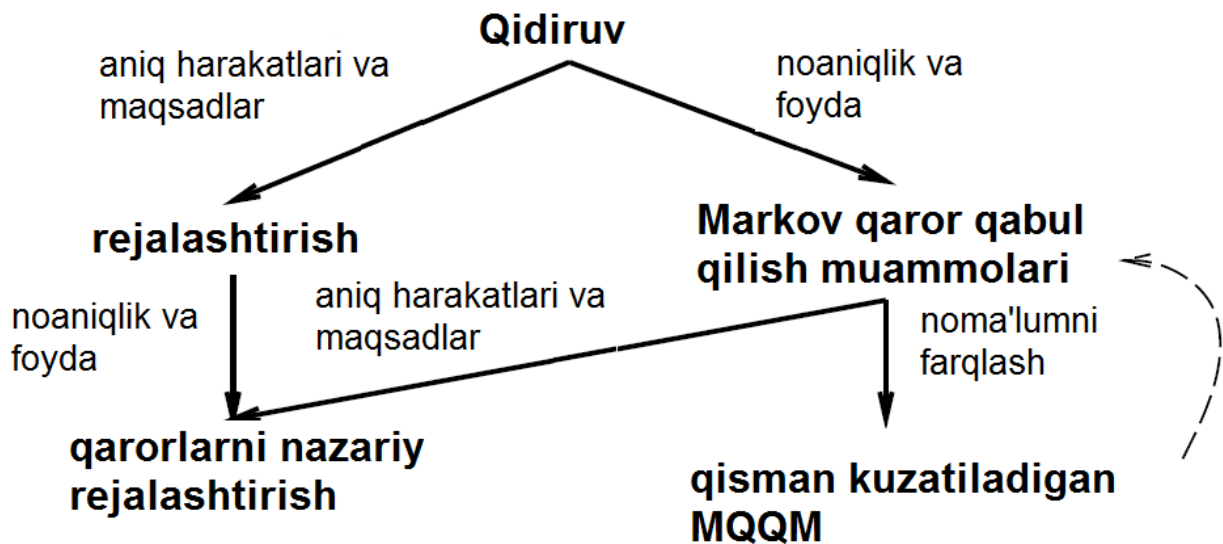 Qidiruv
aniq harakatlari va
maqsadlar
noaniqlik va
foyda
rejalashtirish
Markov qaror qabul
qilish muammolari
noaniqlik va
foyda
aniq harakatlari va
maqsadlar
noma'lumni
farqlash
qarorlarni nazariy
rejalashtirish
qisman kuzatiladigan
MQQM